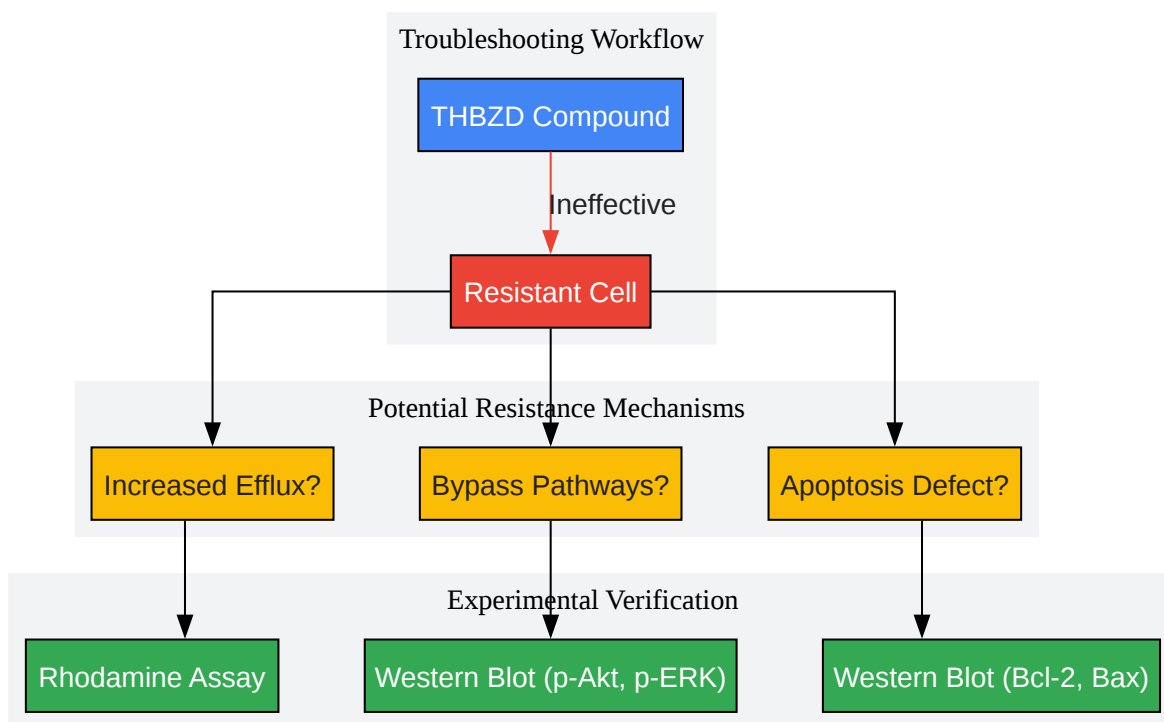 Troubleshooting Workflow
THBZD Compound
Ineffective
Resistant Cell
Potential Resistance Mechanisms
Increased Efflux?
Bypass Pathways?
Apoptosis Defect?
Experimental Verification
Rhodamine Assay
Western Blot (p-Akt, p-ERK)
Western Blot (Bcl-2, Bax)